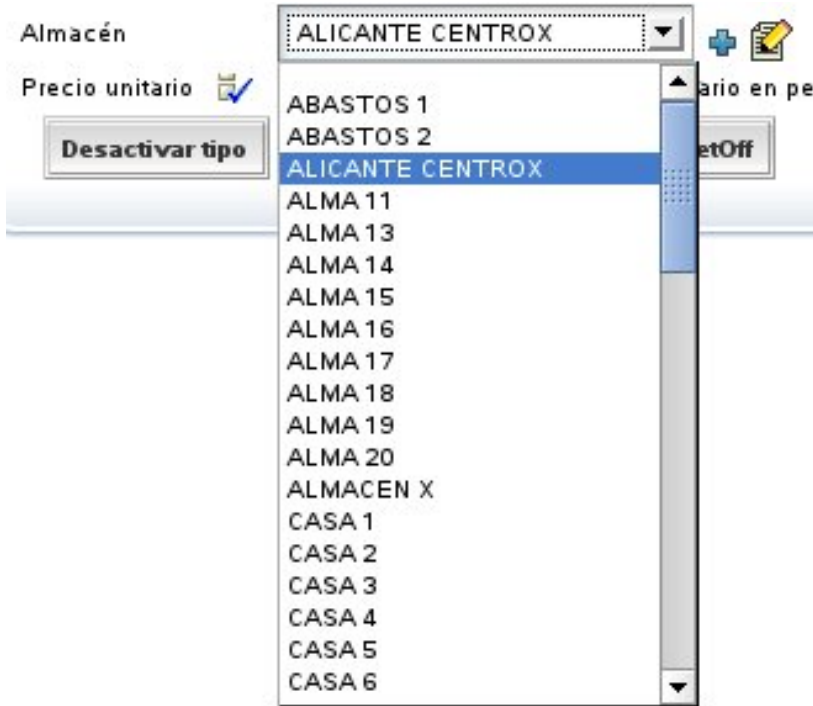 Almacén ALICANTE CENTROX
Precio unitario ario en pe
ABASTOS 1
ABASTOS 2
Desactivar tipo etOff
ALICANTE CENTROX
ALMA 11
ALMA 13
ALMA 14
ALMA 15
ALMA 16
ALMA 17
ALMA 18
ALMA 19
ALMA 20
ALMACEN X
CASA 1
CASA 2
CASA 3
CASA 4
CASA 5
CASA 6